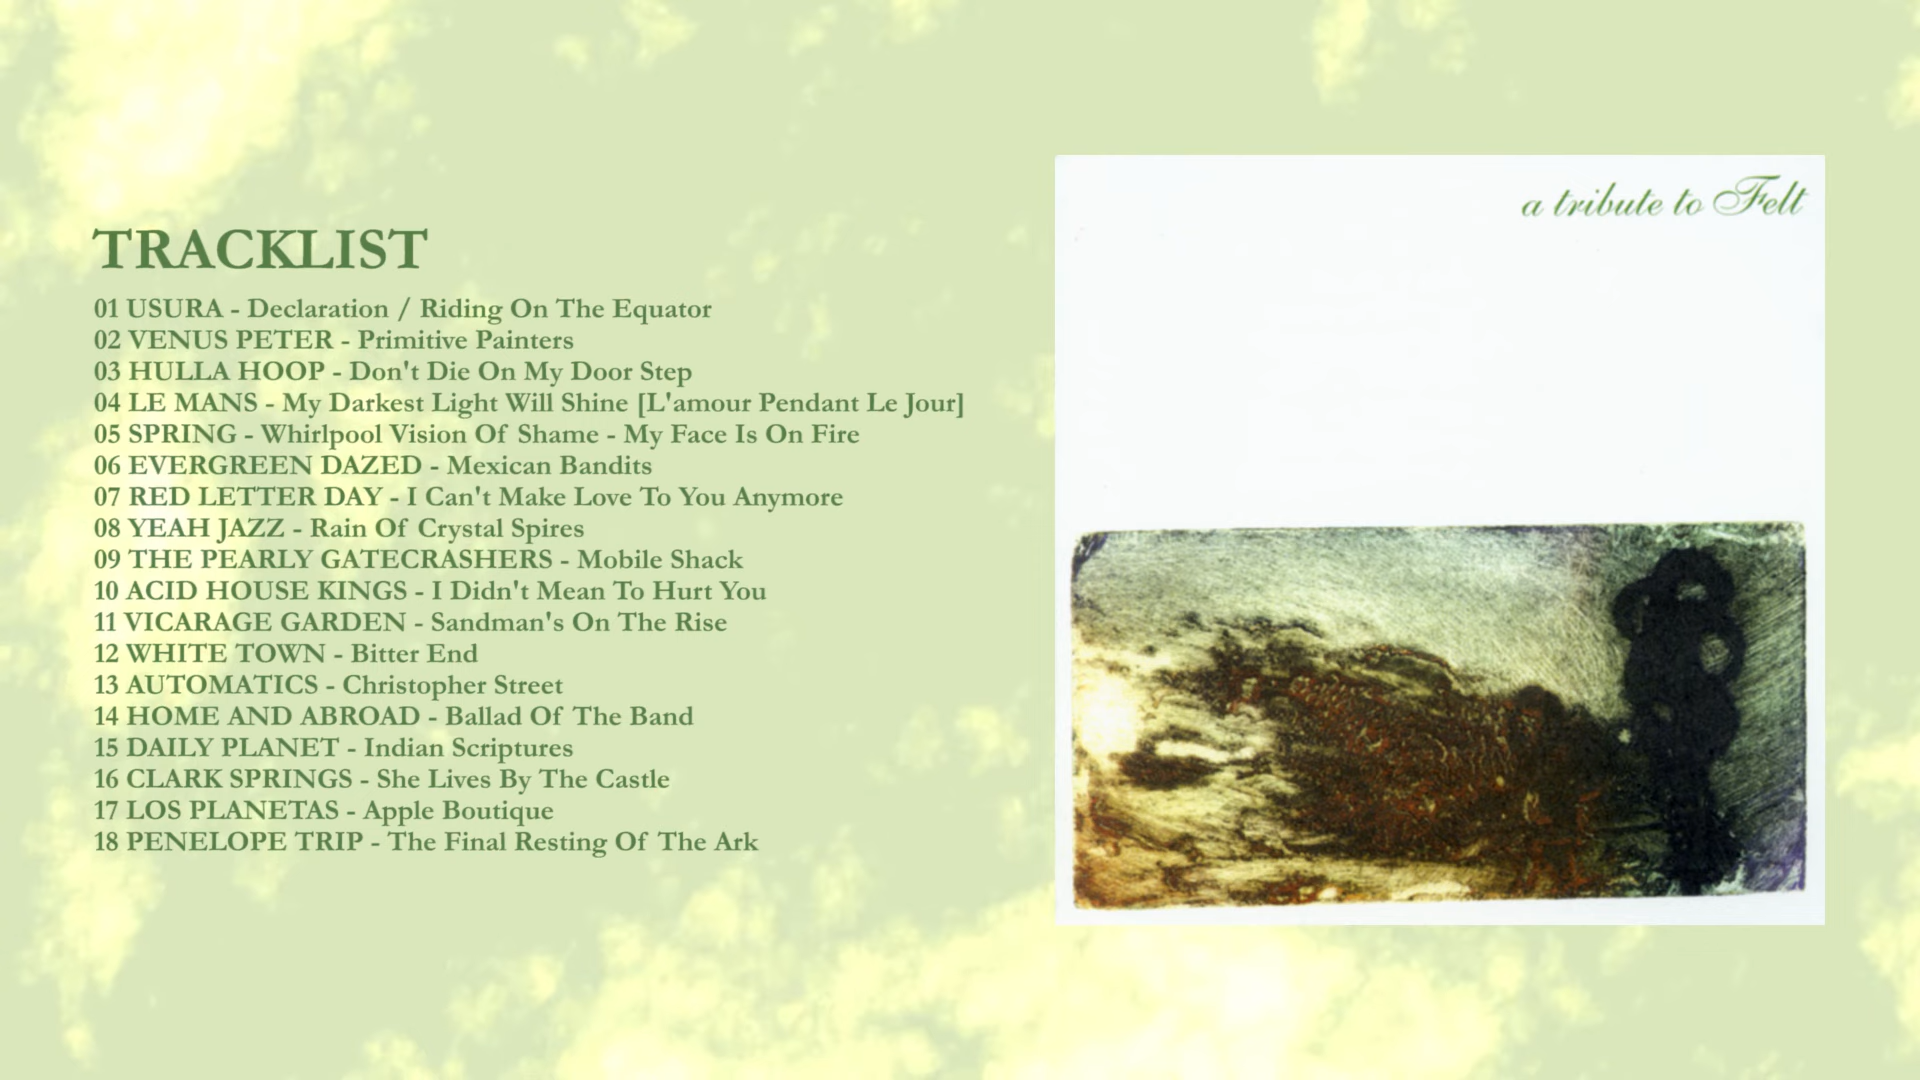 TRACKLIST
01 USURA - Declaration / Riding On The Equator
02 VENUS PETER - Primitive Painters
03 HULLA HOOP - Don't Die On My Door Step
04 LE MANS - My Darkest Light Will Shine [L'amour Pendant Le Jour]
05 SPRING - Whirlpool Vision Of Shame - My Face Is On Fire
06 EVERGREEN DAZED - Mexican Bandits
07 RED LETTER DAY - I Can't Make Love To You Anymore
08 YEAH JAZZ - Rain Of Crystal Spires
09 THE PEARLY GATECRASHERS - Mobile Shack
10 ACID HOUSE KINGS - I Didn't Mean To Hurt You
11 VICARAGE GARDEN - Sandman's On The Rise
12 WHITE TOWN - Bitter End
13 AUTOMATICS - Christopher Street
14 HOME AND ABROAD - Ballad Of The Band
15 DAILY PLANET - Indian Scriptures
16 CLARK SPRINGS - She Lives By The Castle
17 LOS PLANETAS - Apple Boutique
18 PENELOPE TRIP - The Final Resting Of The Ark
a tribute to Felt